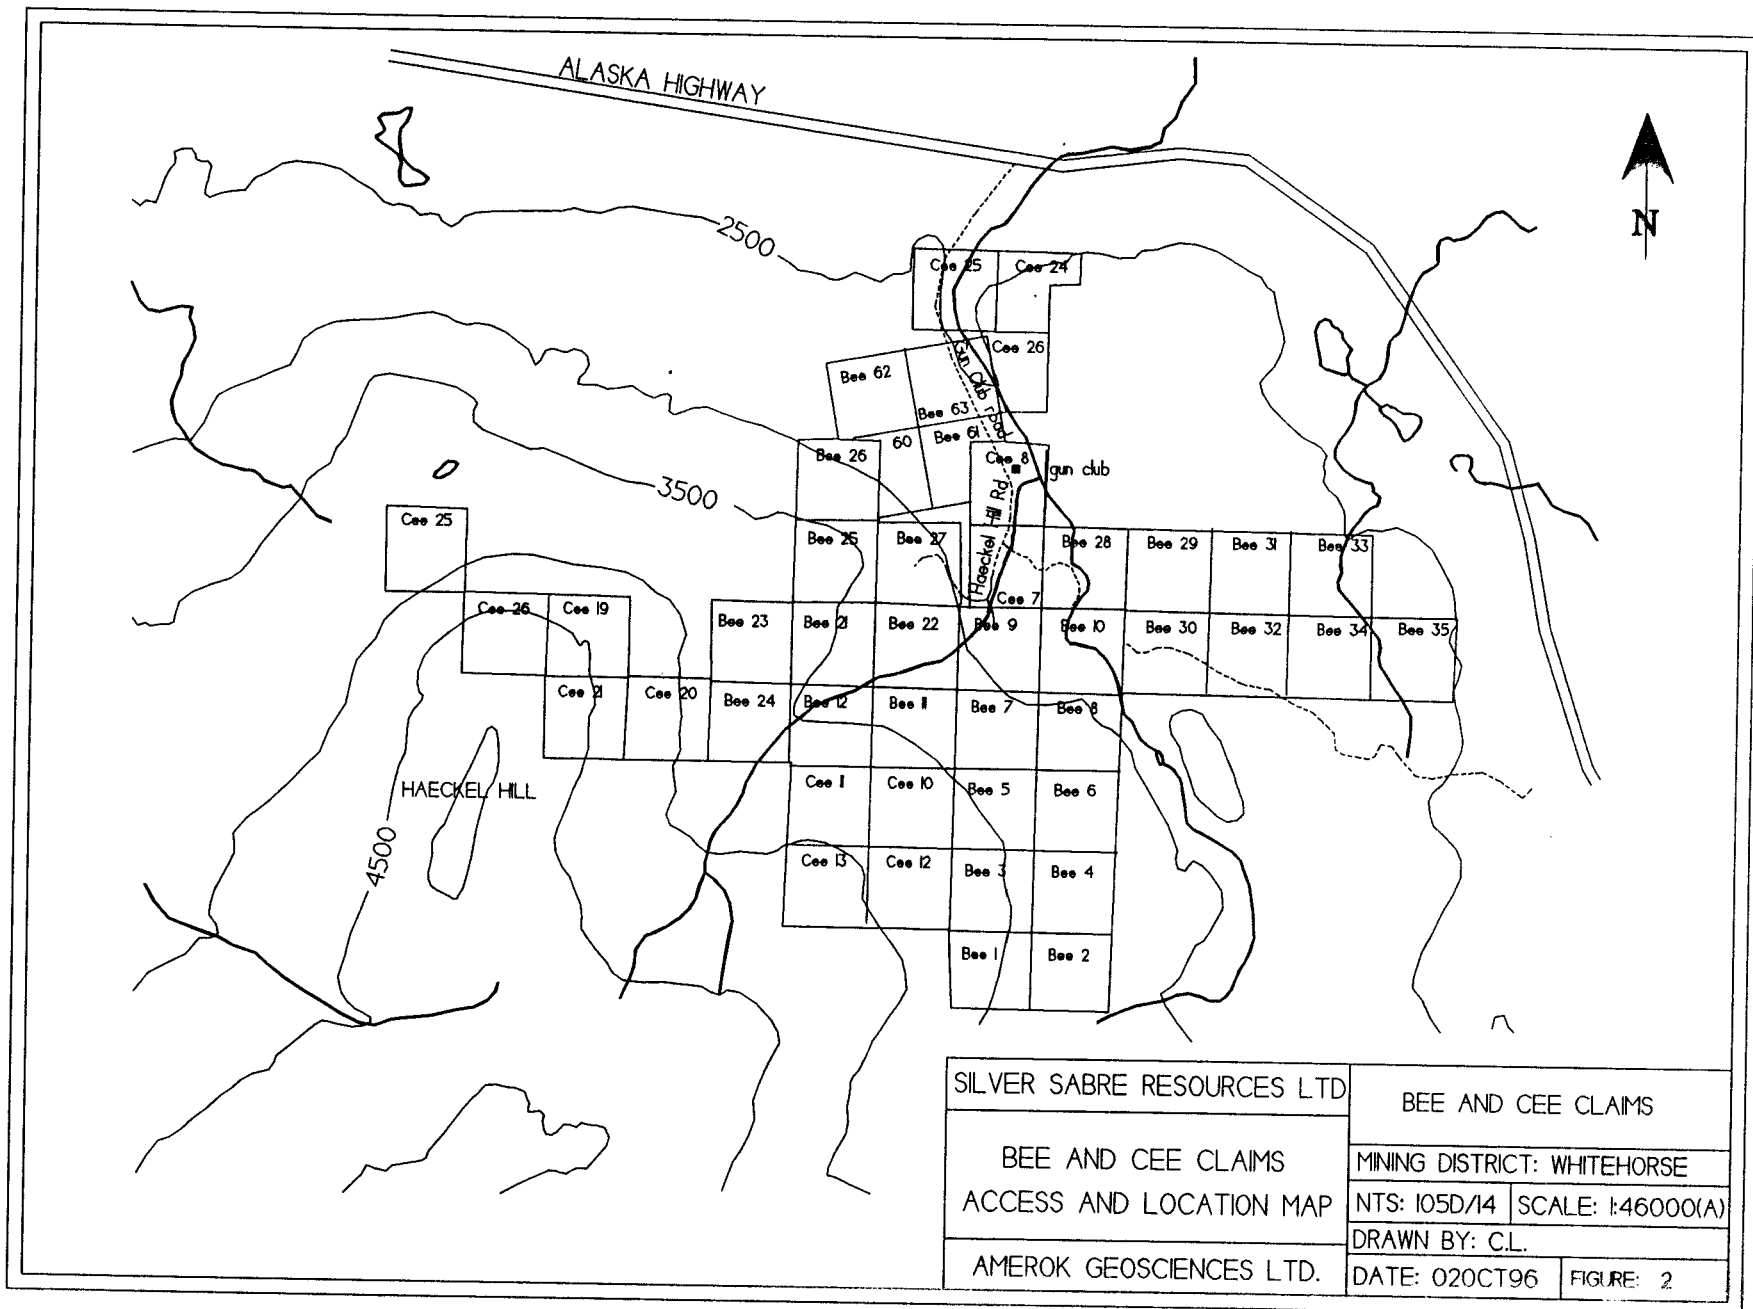 ALASKA HIGHWAY
N
2500
Cee 25
Cee 24
Gun Club road
Cee 26
Bee 62
Bee 63
60
Bee 61
Bee 26
Cee 8
gun club
3500
Haeckel Hill Rd
Cee 25
Bee 25
Bee 27
Bee 28
Bee 29
Bee 31
Bee 33
Cee 26
Cee 19
Cee 7
Bee 23
Bee 21
Bee 22
Bee 9
Bee 10
Bee 30
Bee 32
Bee 34
Bee 35
Cee 21
Cee 20
Bee 24
Bee 12
Bee 11
Bee 7
Bee 8
HAECKEL HILL
Cee 11
Cee 10
Bee 5
Bee 6
4500
Cee 13
Cee 12
Bee 3
Bee 4
Bee 1
Bee 2
SILVER SABRE RESOURCES LTD
BEE AND CEE CLAIMS
ACCESS AND LOCATION MAP
AMEROK GEOSCIENCES LTD.
BEE AND CEE CLAIMS
MINING DISTRICT: WHITEHORSE
NTS: 105D/14
SCALE: 1:46000(A)
DRAWN BY: C.L.
DATE: 02OCT96
FIGURE: 2